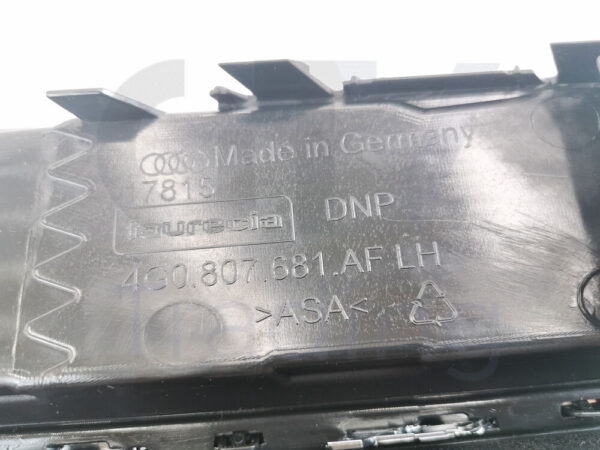 Made in Germany
7815
faurecia DNP
4G0.807.681.AF LH
>ASA<